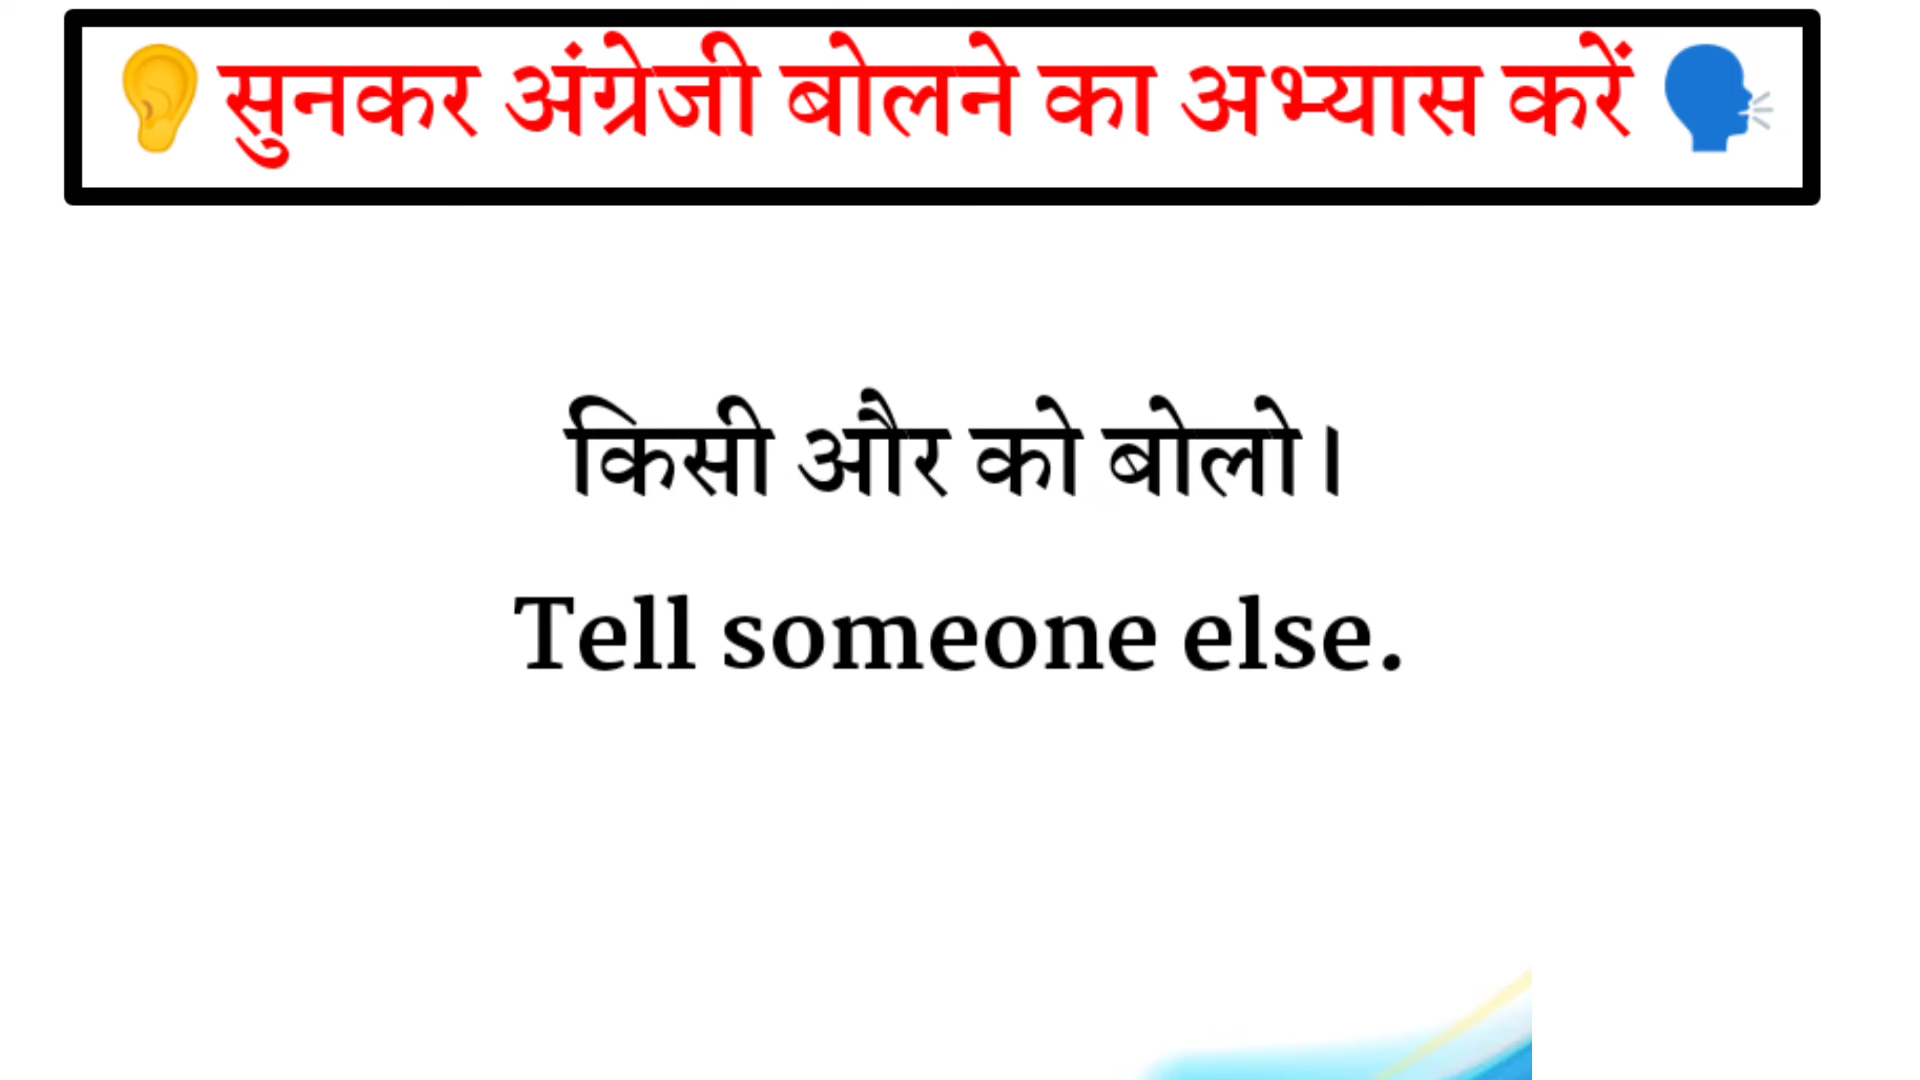 सुनकर अंग्रेजी बोलने का अभ्यास करें
किसी और को बोलो।
Tell someone else.